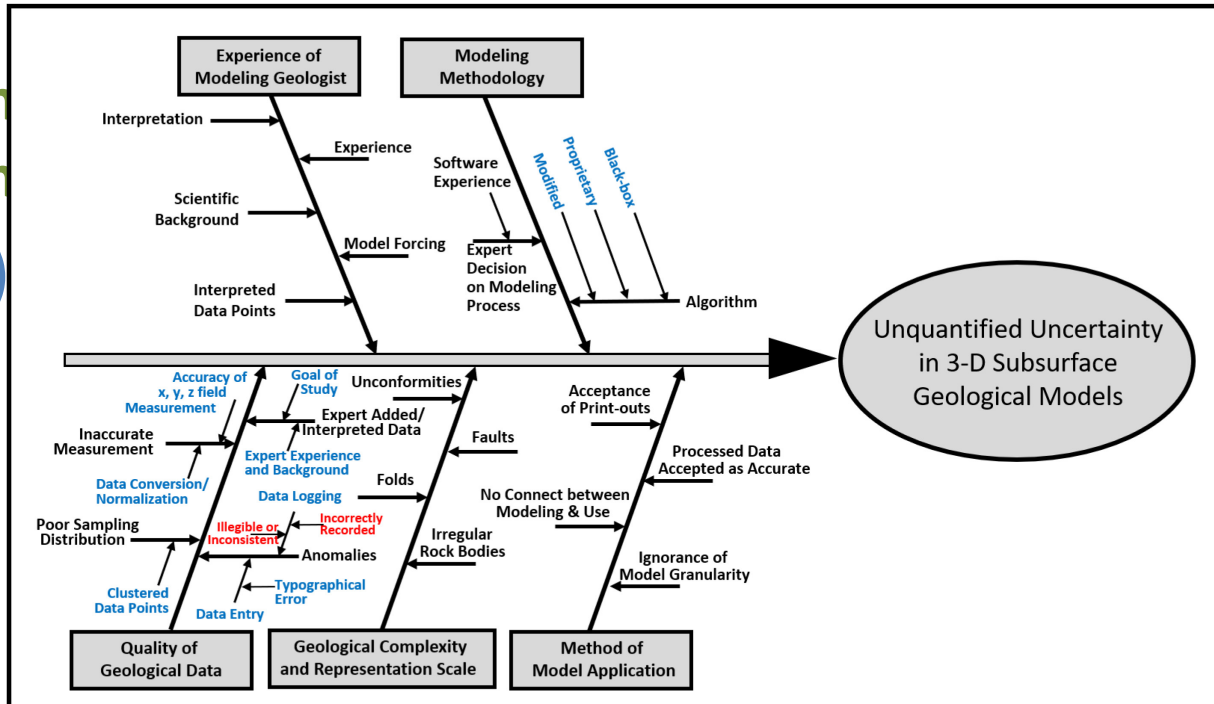 Experience of
Modeling Geologist
Modeling
Methodology
Interpretation
Experience
Scientific
Background
Model Forcing
Interpreted
Data Points
Software
Experience
Modified
Proprietary
Black-box
Expert
Decision
on Modeling
Process
Algorithm
Unquantified Uncertainty
in 3-D Subsurface
Geological Models
Accuracy of
x, y, z field
Measurement
Goal of
Study
Inaccurate
Measurement
Expert Added/
Interpreted Data
Data Conversion/
Normalization
Expert Experience
and Background
Poor Sampling
Distribution
Data Logging
Illegible or
Inconsistent
Incorrectly
Recorded
Anomalies
Clustered
Data Points
Typographical
Error
Data Entry
Unconformities
Faults
Folds
Irregular
Rock Bodies
Acceptance
of Print-outs
Processed Data
Accepted as Accurate
No Connect between
Modeling & Use
Ignorance of
Model Granularity
Quality of
Geological Data
Geological Complexity
and Representation Scale
Method of
Model Application